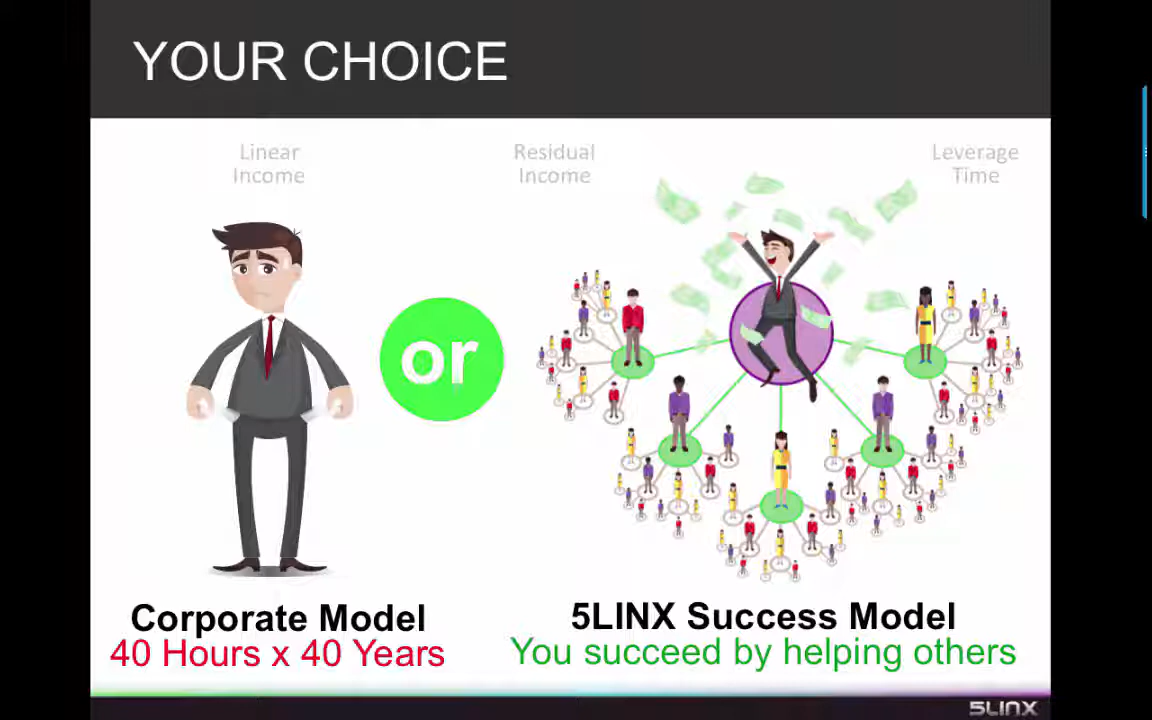 YOUR CHOICE
Linear
Income
Residual
Income
Leverage
Time
or
Corporate Model
40 Hours x 40 Years
5LINX Success Model
You succeed by helping others
5LINX